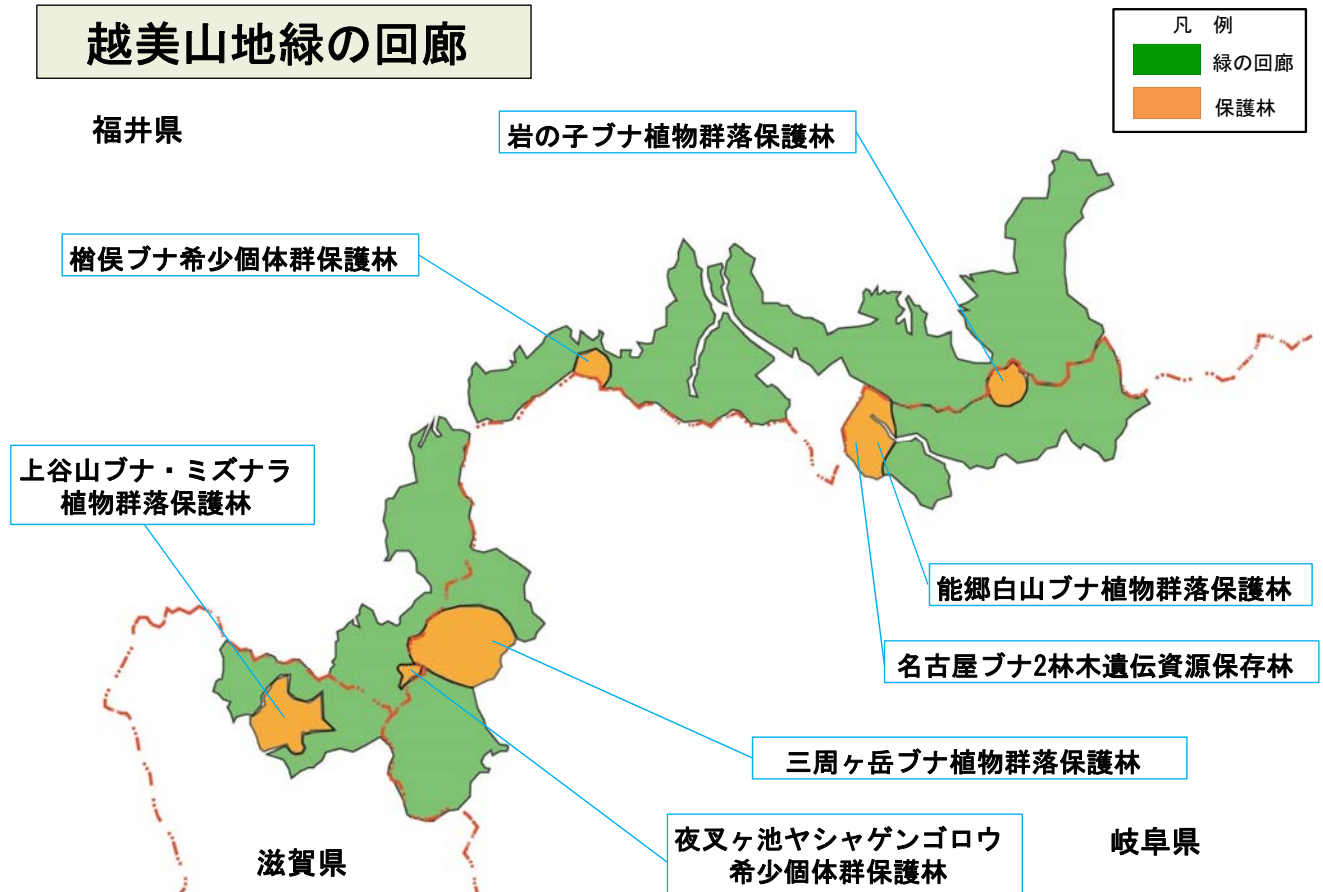 越美山地緑の回廊
凡 例
緑の回廊
保護林
福井県
岩の子ブナ植物群落保護林
楢俣ブナ希少個体群保護林
上谷山ブナ・ミズナラ
植物群落保護林
能郷白山ブナ植物群落保護林
名古屋ブナ2林木遺伝資源保存林
三周ヶ岳ブナ植物群落保護林
夜叉ヶ池ヤシャゲンゴロウ
希少個体群保護林
滋賀県
岐阜県